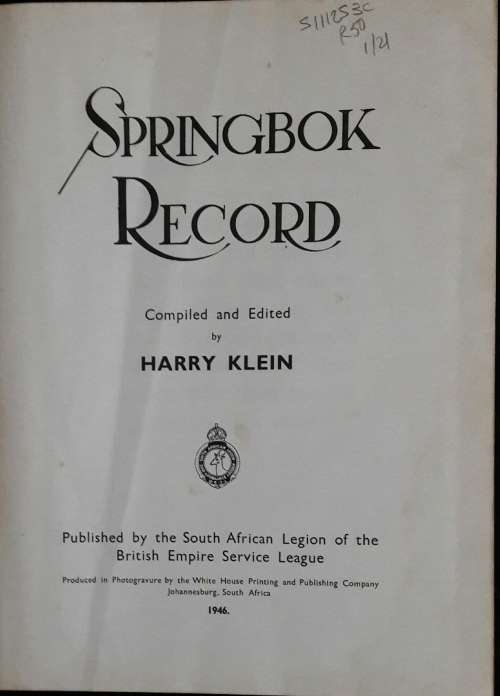 S11125 3C
R50
1/21
SPRINGBOK
RECORD
Compiled and Edited
by
HARRY KLEIN
Published by the South African Legion of the
British Empire Service League
Produced in Photogravure by the White House Printing and Publishing Company
Johannesburg, South Africa
1946.